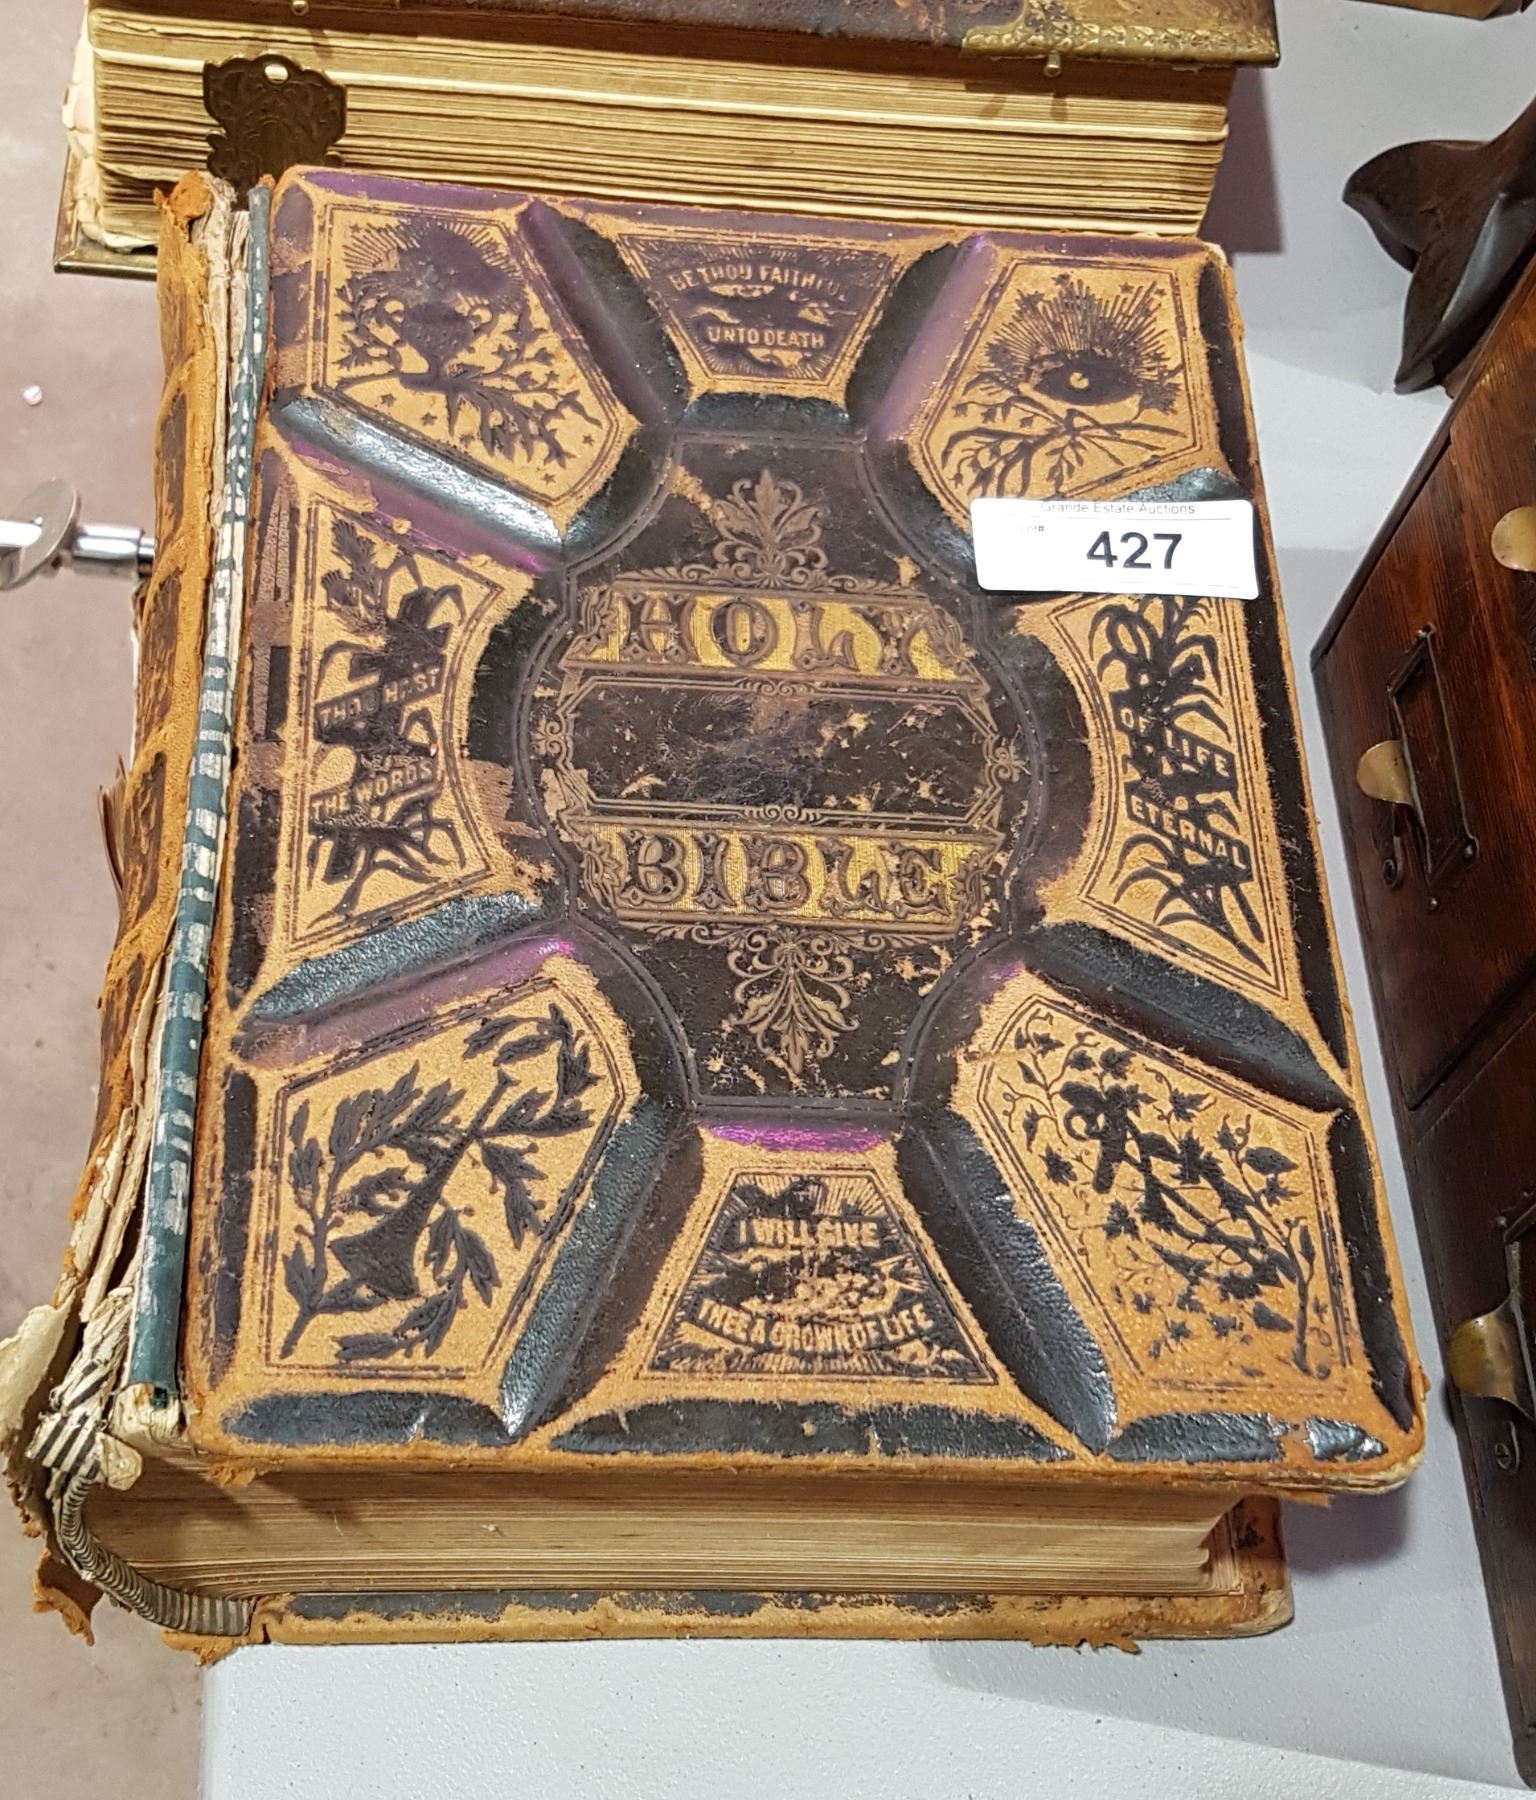 BE THOU FAITHFUL
UNTO DEATH
Grande Estate Auctions
Lot#
427
HOLY
THOU HAST
THE WORDS
OF LIFE
ETERNAL
BIBLE
I WILL GIVE
THEE A CROWN OF LIFE